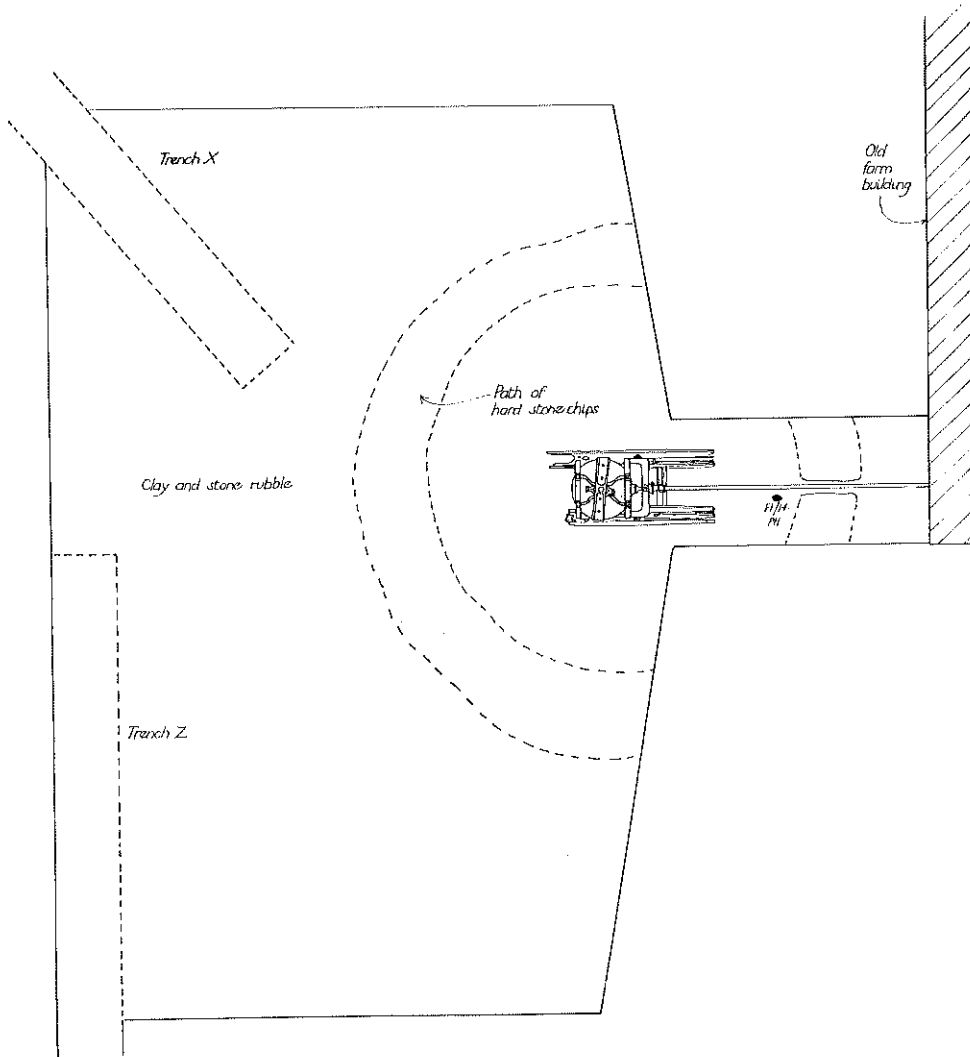 Trench X
Old
farm
building
Path of
hard stone chips
Clay and stone rubble
Trench Z